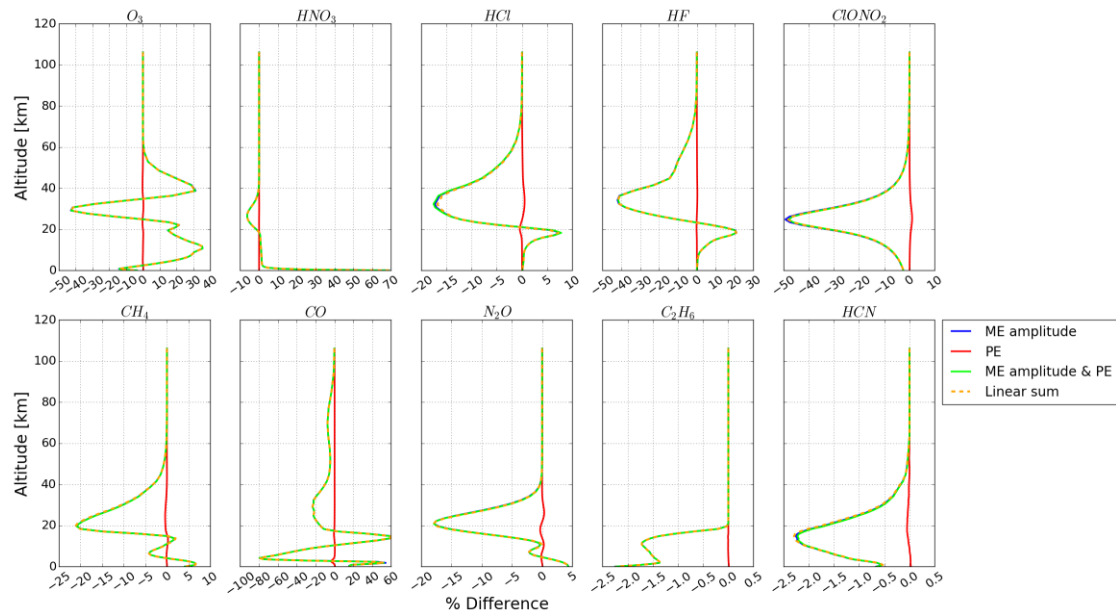 O₃ HNO₃ HCl HF ClONO₂
Altitude [km]
120
100
80
60
40
20
0
−50 −40 −30 −20 −10 0 10 20 30 40
−10 0 10 20 30 40 50 60 70
−20 −15 −10 −5 0 5 10
−50 −40 −30 −20 −10 0 10 20 30
−50 −40 −30 −20 −10 0 10
CH₄ CO N₂O C₂H₆ HCN
Altitude [km]
120
100
80
60
40
20
0
−25 −20 −15 −10 −5 0 5 10
−100 −80 −60 −40 −20 0 20 40 60
−20 −15 −10 −5 0 5
−2.5 −2.0 −1.5 −1.0 −0.5 0.0 0.5
−2.5 −2.0 −1.5 −1.0 −0.5 0.0 0.5
% Difference
ME amplitude
PE
ME amplitude & PE
Linear sum